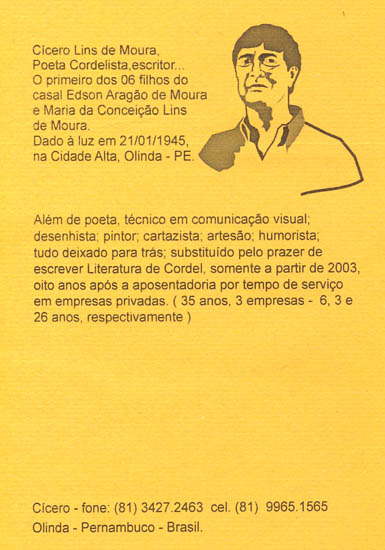 Cícero Lins de Moura,
Poeta Cordelista,escritor...
O primeiro dos 06 filhos do
casal Edson Aragão de Moura
e Maria da Conceição Lins
de Moura.
Dado à luz em 21/01/1945,
na Cidade Alta, Olinda - PE.
Além de poeta, técnico em comunicação visual;
desenhista; pintor; cartazista; artesão; humorista;
tudo deixado para trás; substituído pelo prazer de
escrever Literatura de Cordel, somente a partir de 2003,
oito anos após a aposentadoria por tempo de serviço
em empresas privadas. ( 35 anos, 3 empresas - 6, 3 e
26 anos, respectivamente )
Cícero - fone: (81) 3427.2463 cel. (81) 9965.1565
Olinda - Pernambuco - Brasil.